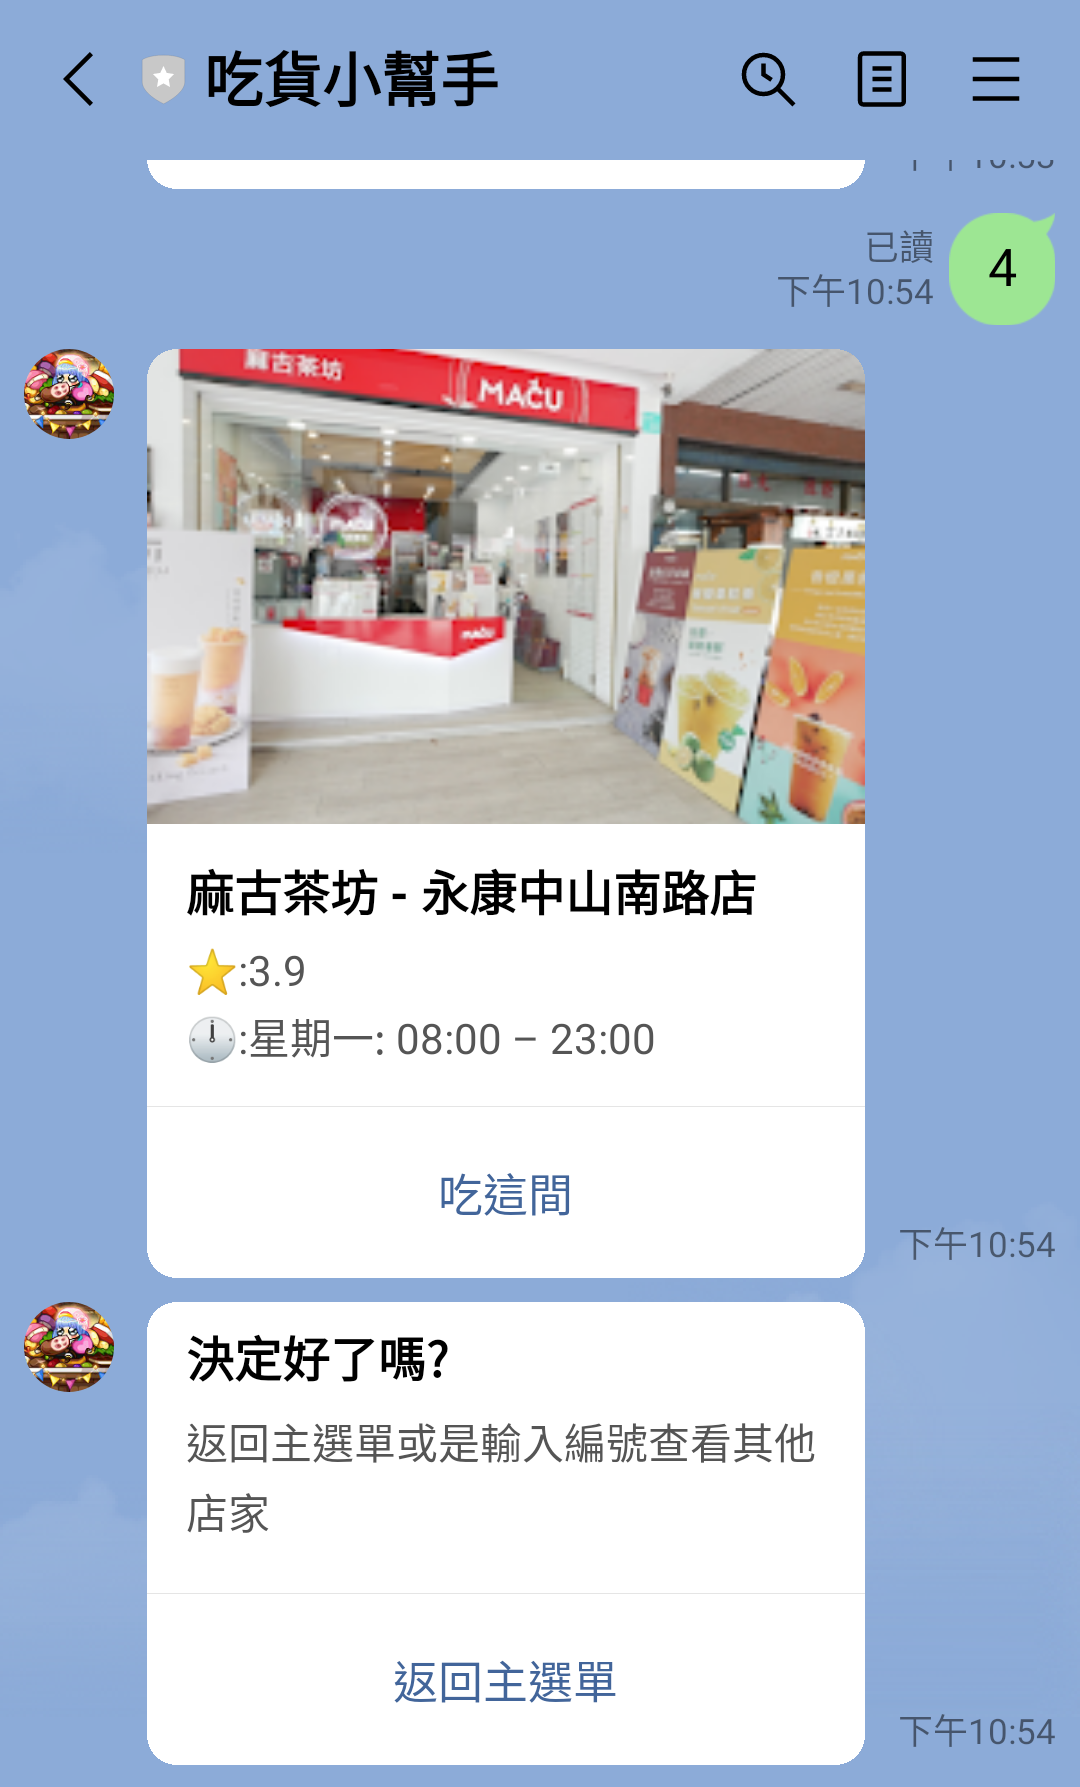 吃貨小幫手
已讀
下午10:54
4
麻古茶坊
MAČU
MAČU
麻古茶坊 - 永康中山南路店
⭐:3.9
🕛:星期一: 08:00 – 23:00
吃這間
下午10:54
決定好了嗎?
返回主選單或是輸入編號查看其他
店家
返回主選單
下午10:54